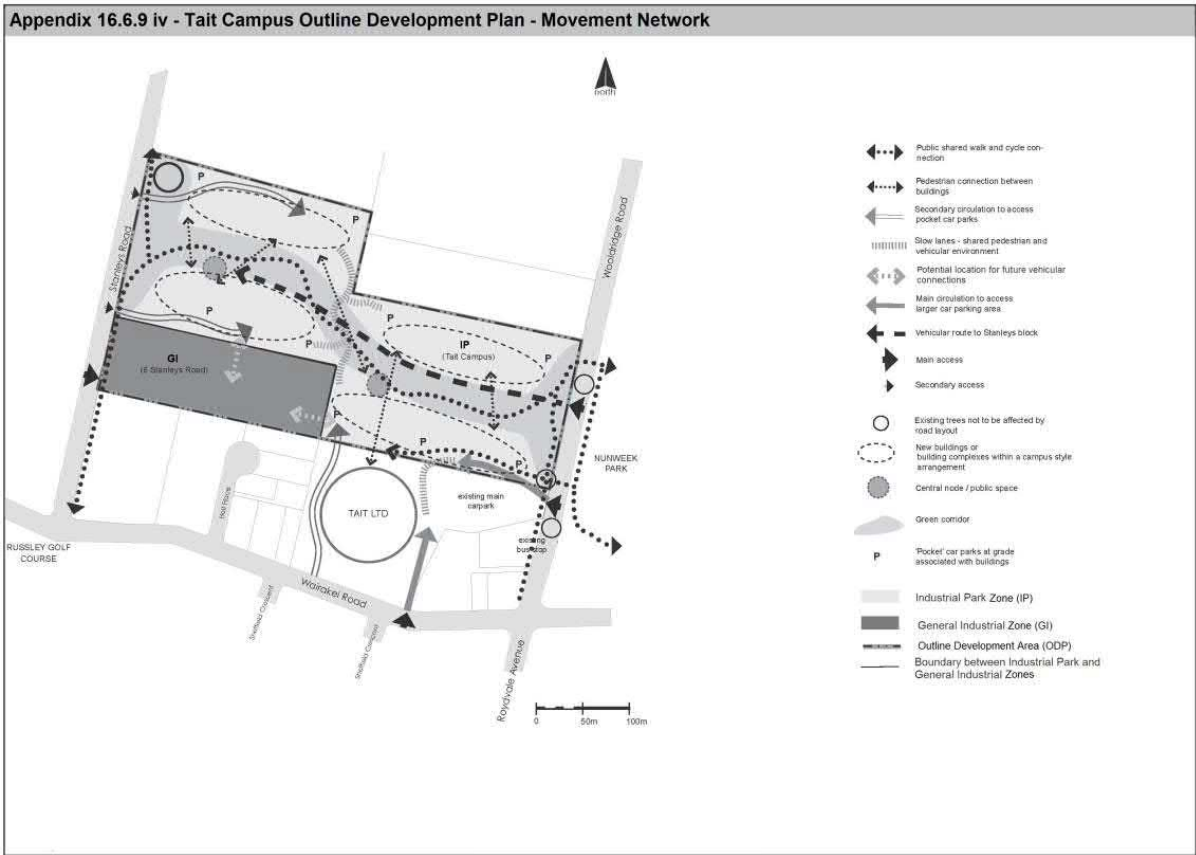 Appendix 16.6.9 iv - Tait Campus Outline Development Plan - Movement Network
north
Stanleys Road
Wooldridge Road
P
P
P
P
P
P
P
P
P
IP
(Tait Campus)
GI
(5 Stanleys Road)
TAIT LTD
existing main
carpark
existing
bus stop
NUNWEEK
PARK
RUSSLEY GOLF
COURSE
Wairakei Road
Sheffield Crescent
Sheffield Crescent
Roydvale Avenue
0 50m 100m
Public shared walk and cycle con-
nection
Pedestrian connection between
buildings
Secondary circulation to access
pocket car parks
Slow lanes - shared pedestrian and
vehicular environment
Potential location for future vehicular
connections
Main circulation to access
larger car parking area
Vehicular route to Stanleys block
Main access
Secondary access
Existing trees not to be affected by
road layout
New buildings or
building complexes within a campus style
arrangement
Central node / public space
Green corridor
P
'Pocket' car parks at grade
associated with buildings
Industrial Park Zone (IP)
General Industrial Zone (GI)
Outline Development Area (ODP)
Boundary between Industrial Park and
General Industrial Zones